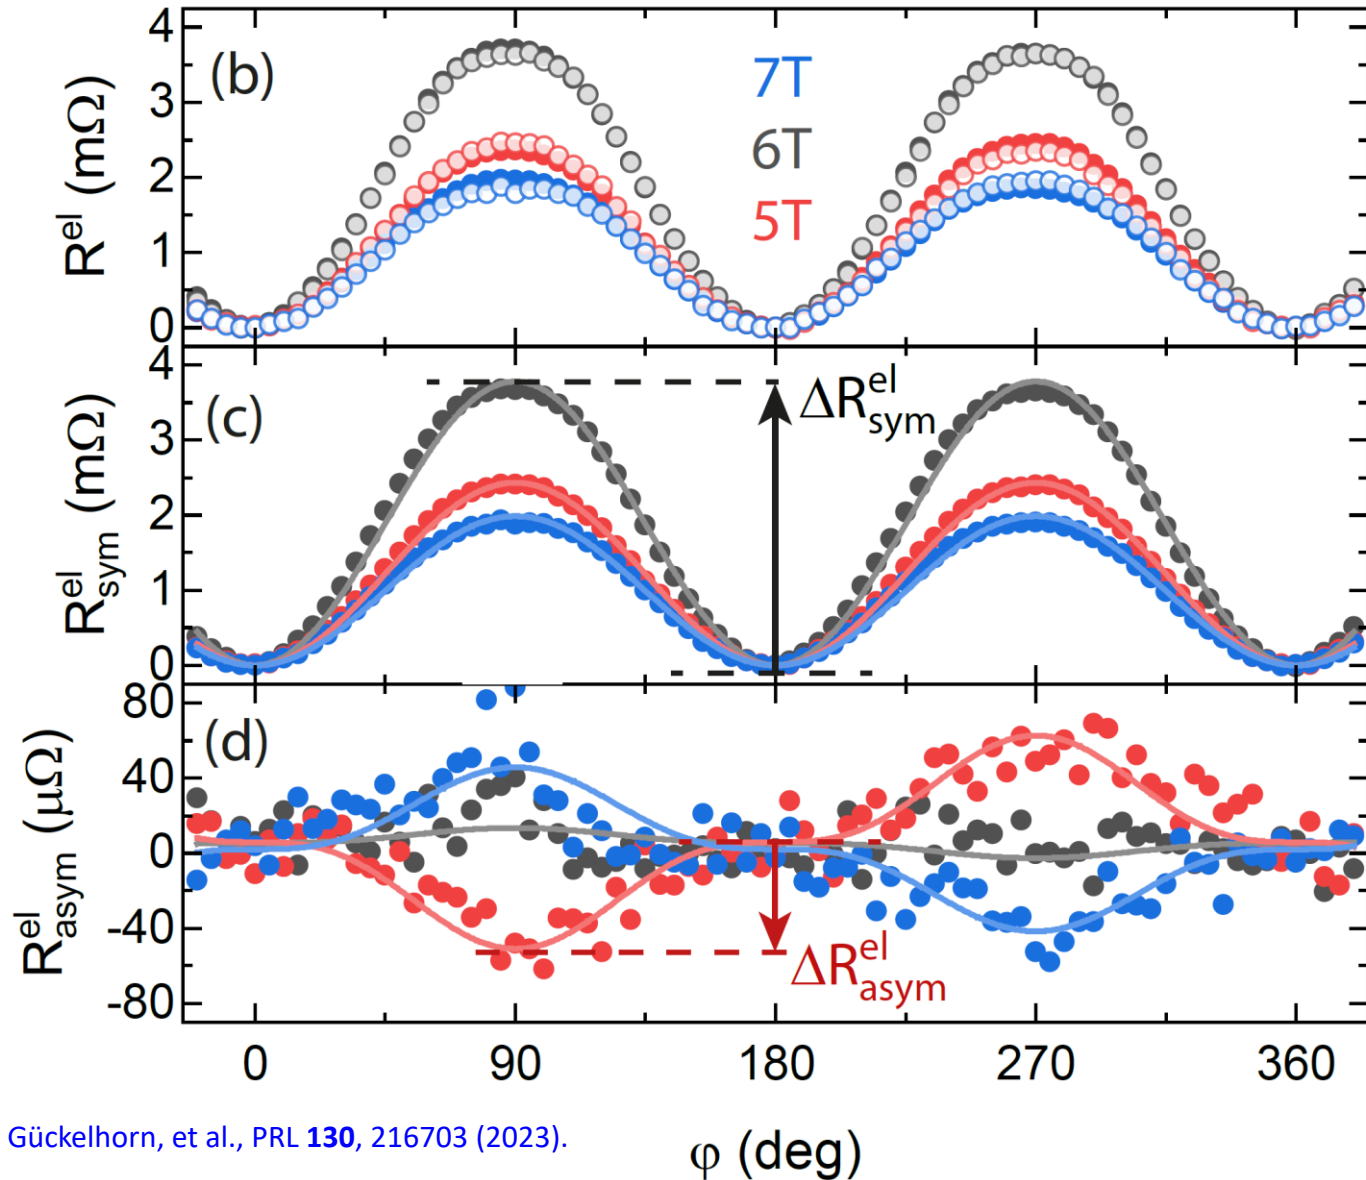 (b)
7T
6T
5T
R^el (mΩ)
4
3
2
1
0
(c)
ΔR^el_sym
R^el_sym (mΩ)
4
3
2
1
0
(d)
ΔR^el_asym
R^el_asym (μΩ)
80
40
0
-40
-80
0 90 180 270 360
φ (deg)
Gückelhorn, et al., PRL 130, 216703 (2023).